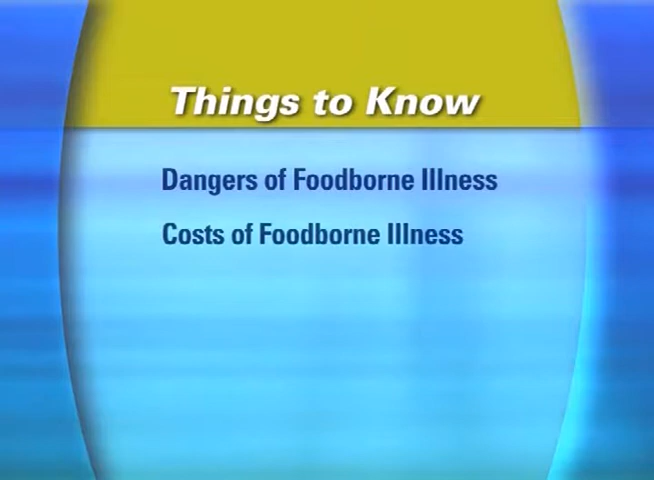 Things to Know
Dangers of Foodborne Illness
Costs of Foodborne Illness